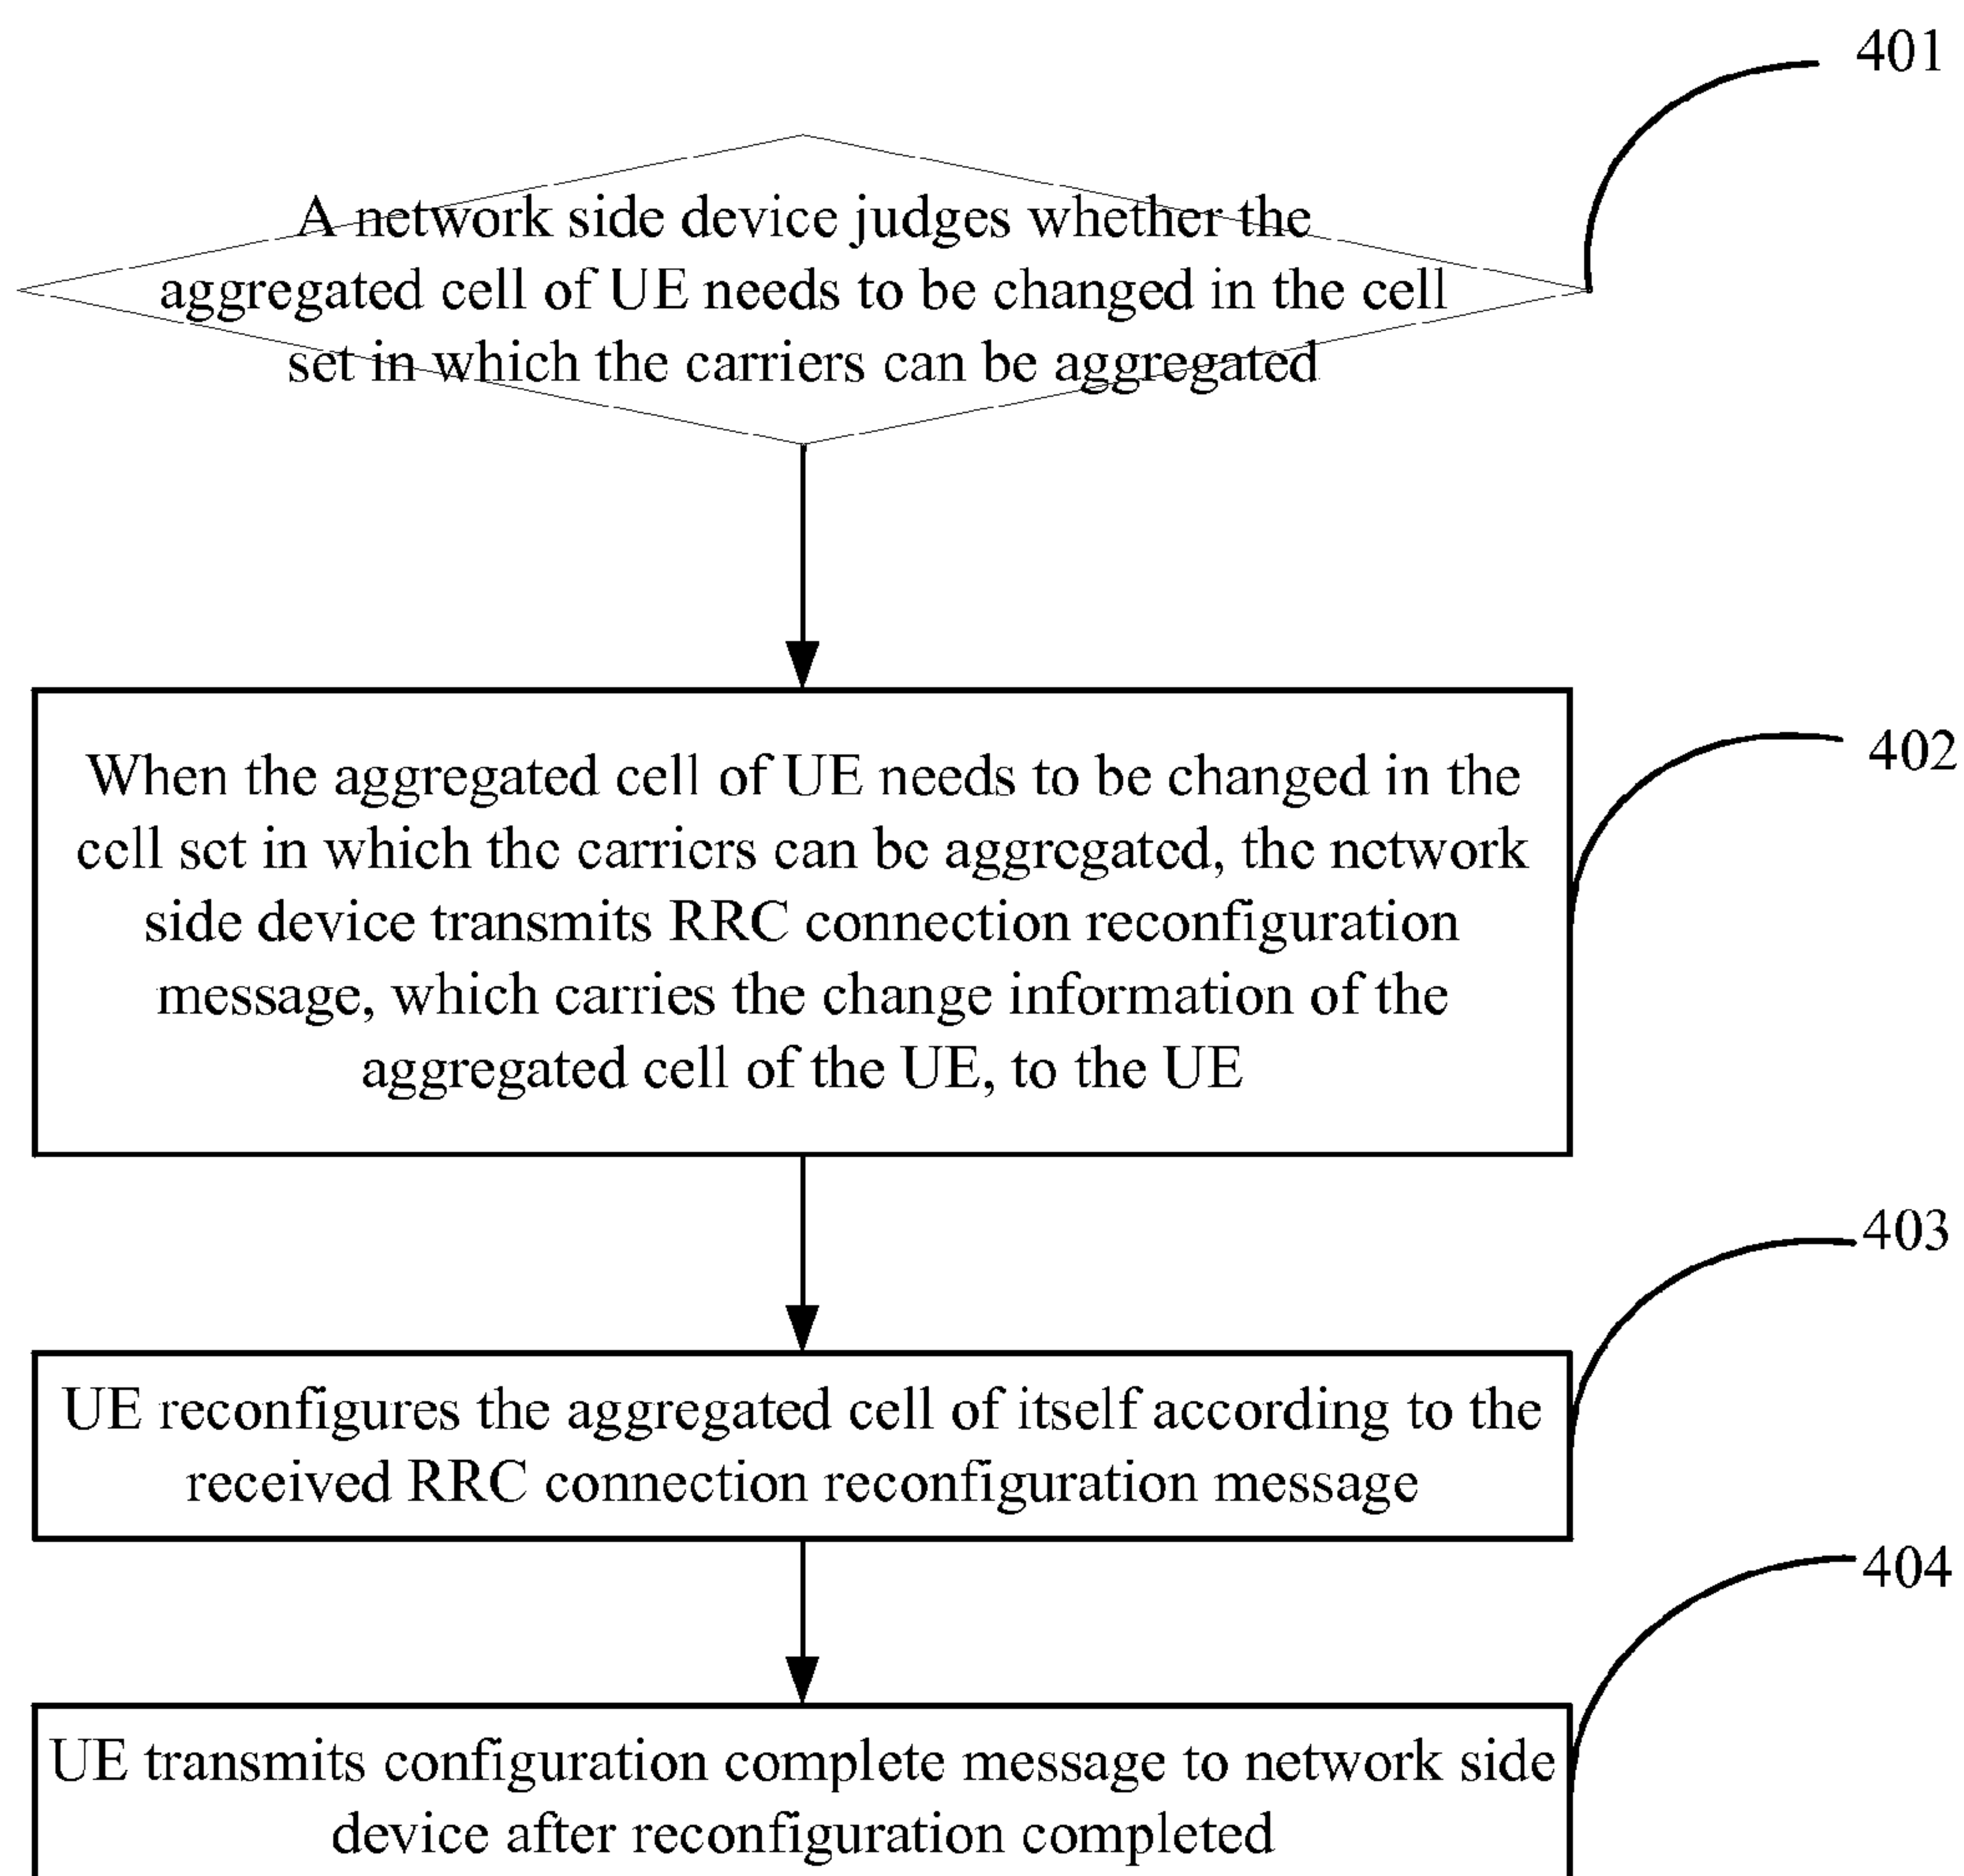 401
A network side device judges whether the
aggregated cell of UE needs to be changed in the cell
set in which the carriers can be aggregated
402
When the aggregated cell of UE needs to be changed in the
cell set in which the carriers can be aggregated, the network
side device transmits RRC connection reconfiguration
message, which carries the change information of the
aggregated cell of the UE, to the UE
403
UE reconfigures the aggregated cell of itself according to the
received RRC connection reconfiguration message
404
UE transmits configuration complete message to network side
device after reconfiguration completed